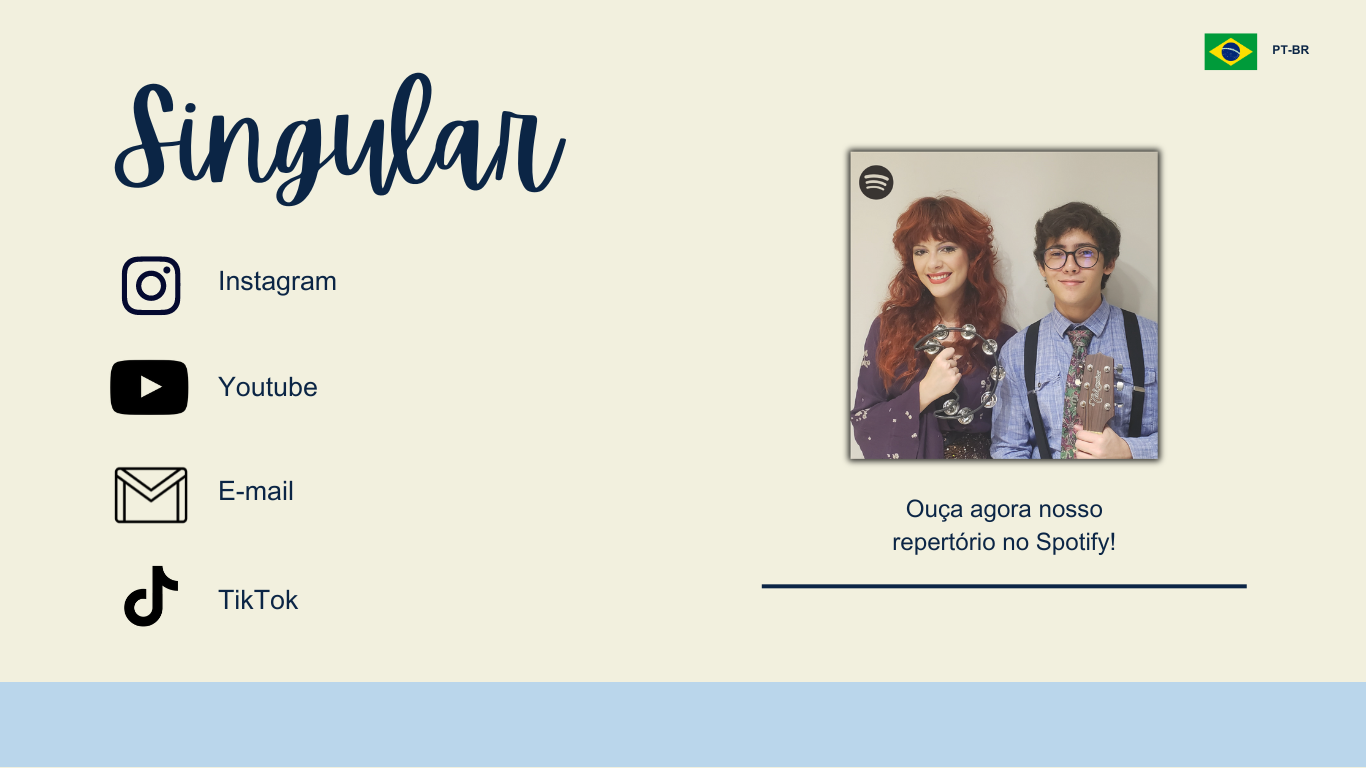 PT-BR
Singular
Instagram
Youtube
E-mail
TikTok
Ouça agora nosso
repertório no Spotify!